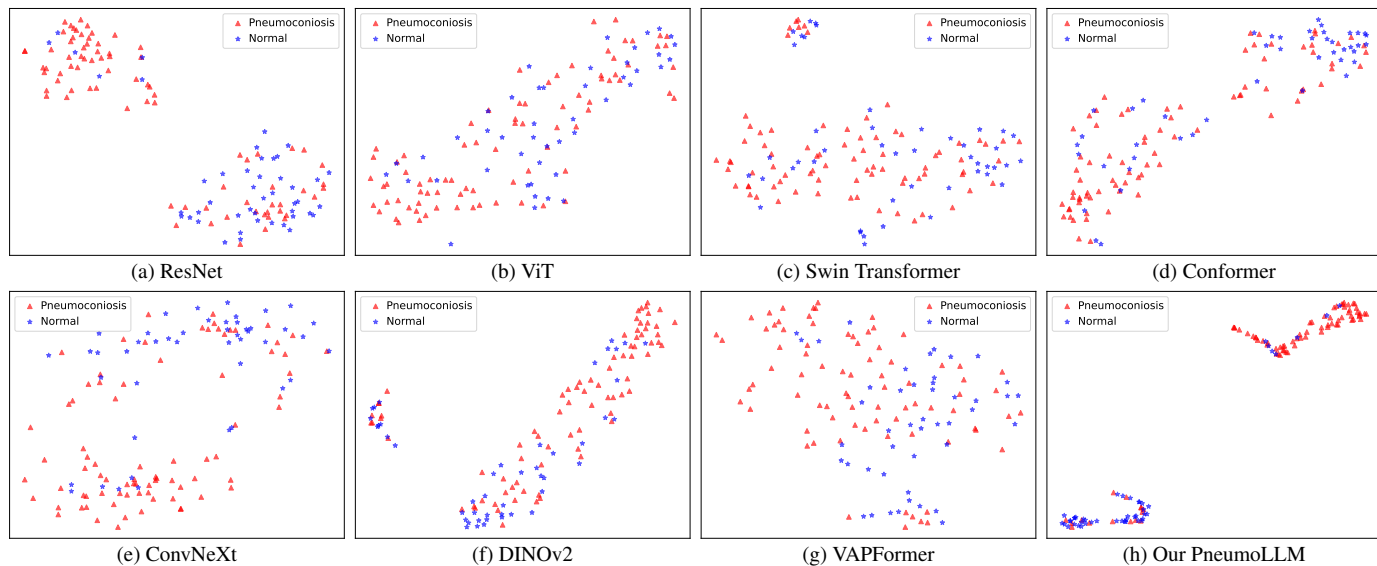 Pneumoconiosis
Normal
(a) ResNet
Pneumoconiosis
Normal
(b) ViT
Pneumoconiosis
Normal
(c) Swin Transformer
Pneumoconiosis
Normal
(d) Conformer
Pneumoconiosis
Normal
(e) ConvNeXt
Pneumoconiosis
Normal
(f) DINOv2
Pneumoconiosis
Normal
(g) VAPFormer
Pneumoconiosis
Normal
(h) Our PneumoLLM